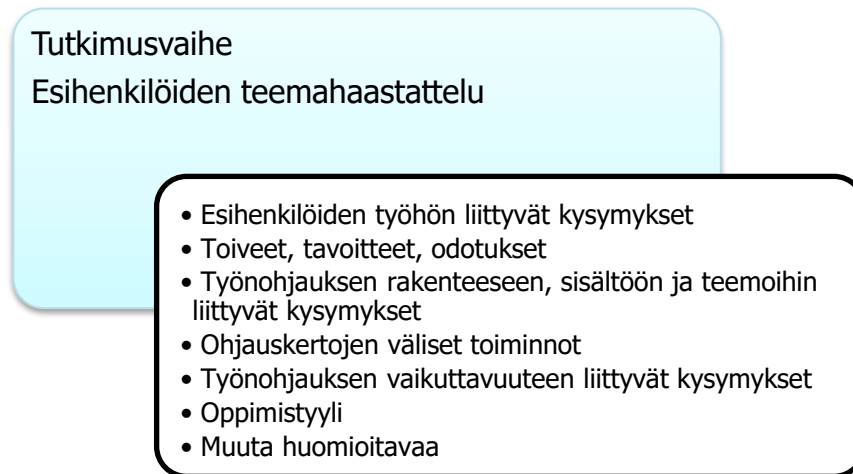 Tutkimusvaihe
Esihenkilöiden teemahaastattelu
• Esihenkilöiden työhön liittyvät kysymykset
• Toiveet, tavoitteet, odotukset
• Työnohjauksen rakenteeseen, sisältöön ja teemoihin
liittyvät kysymykset
• Ohjauskertojen väliset toiminnot
• Työnohjauksen vaikuttavuuteen liittyvät kysymykset
• Oppimistyyli
• Muuta huomioitavaa